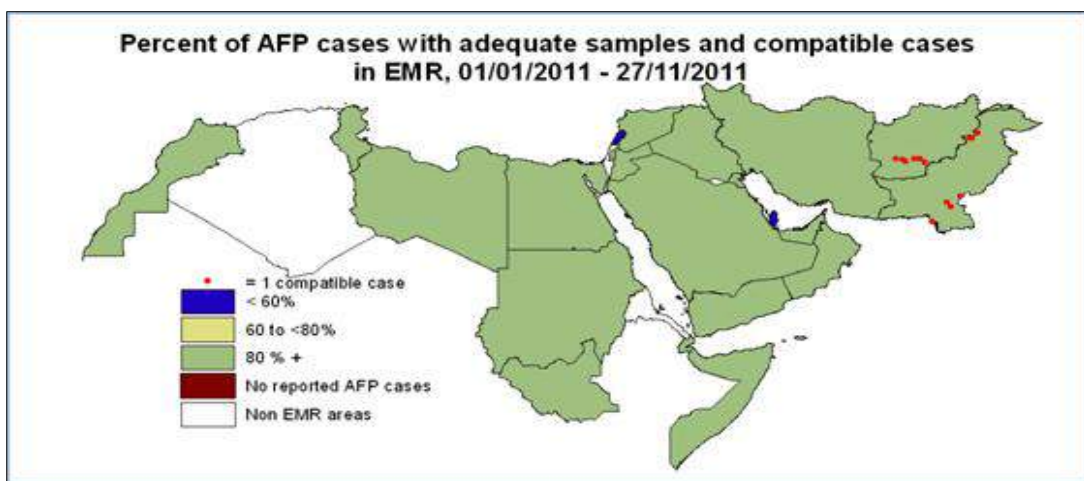 Percent of AFP cases with adequate samples and compatible cases
in EMR, 01/01/2011 - 27/11/2011
= 1 compatible case
< 60%
60 to <80%
80 % +
No reported AFP cases
Non EMR areas